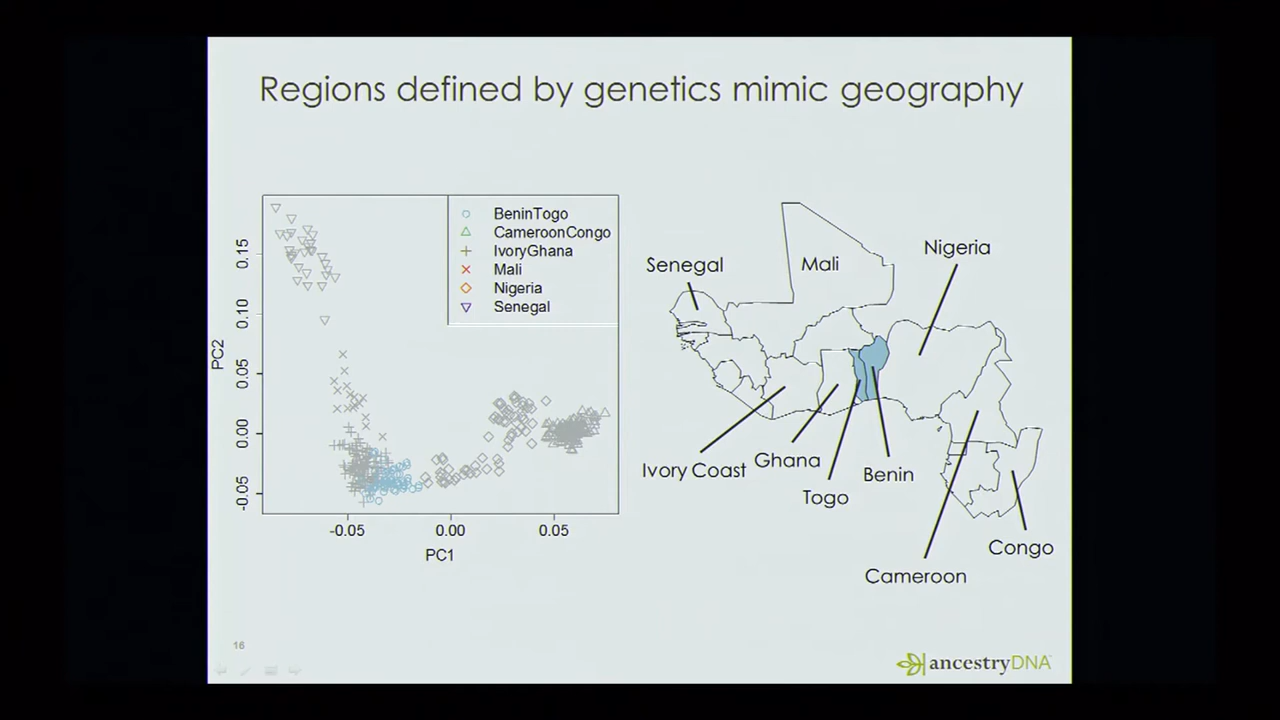 Regions defined by genetics mimic geography
BeninTogo
CameroonCongo
IvoryGhana
Mali
Nigeria
Senegal
0.15
0.10
0.05
0.00
-0.05
PC2
-0.05
0.00
0.05
PC1
Senegal
Mali
Nigeria
Ivory Coast
Ghana
Togo
Benin
Cameroon
Congo
16
ancestryDNA